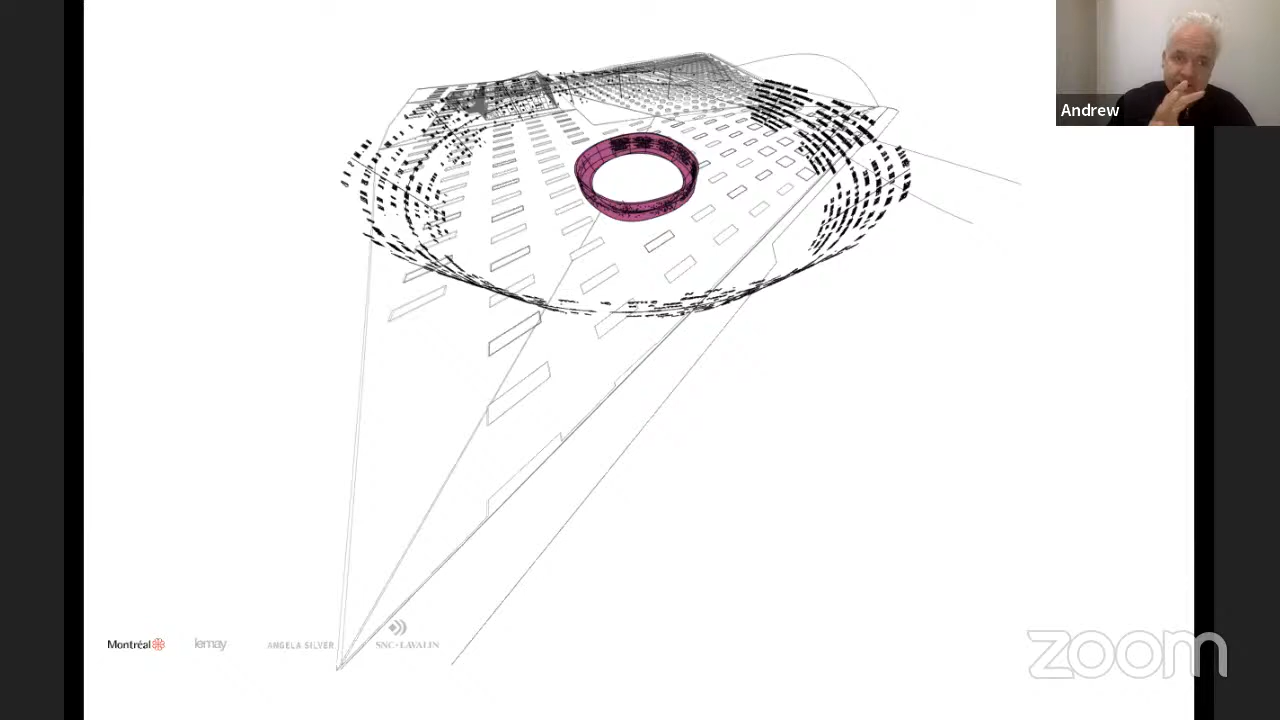 Andrew
Montréal
lemay
ANGELA SILVER
SNC·LAVALIN
zoom